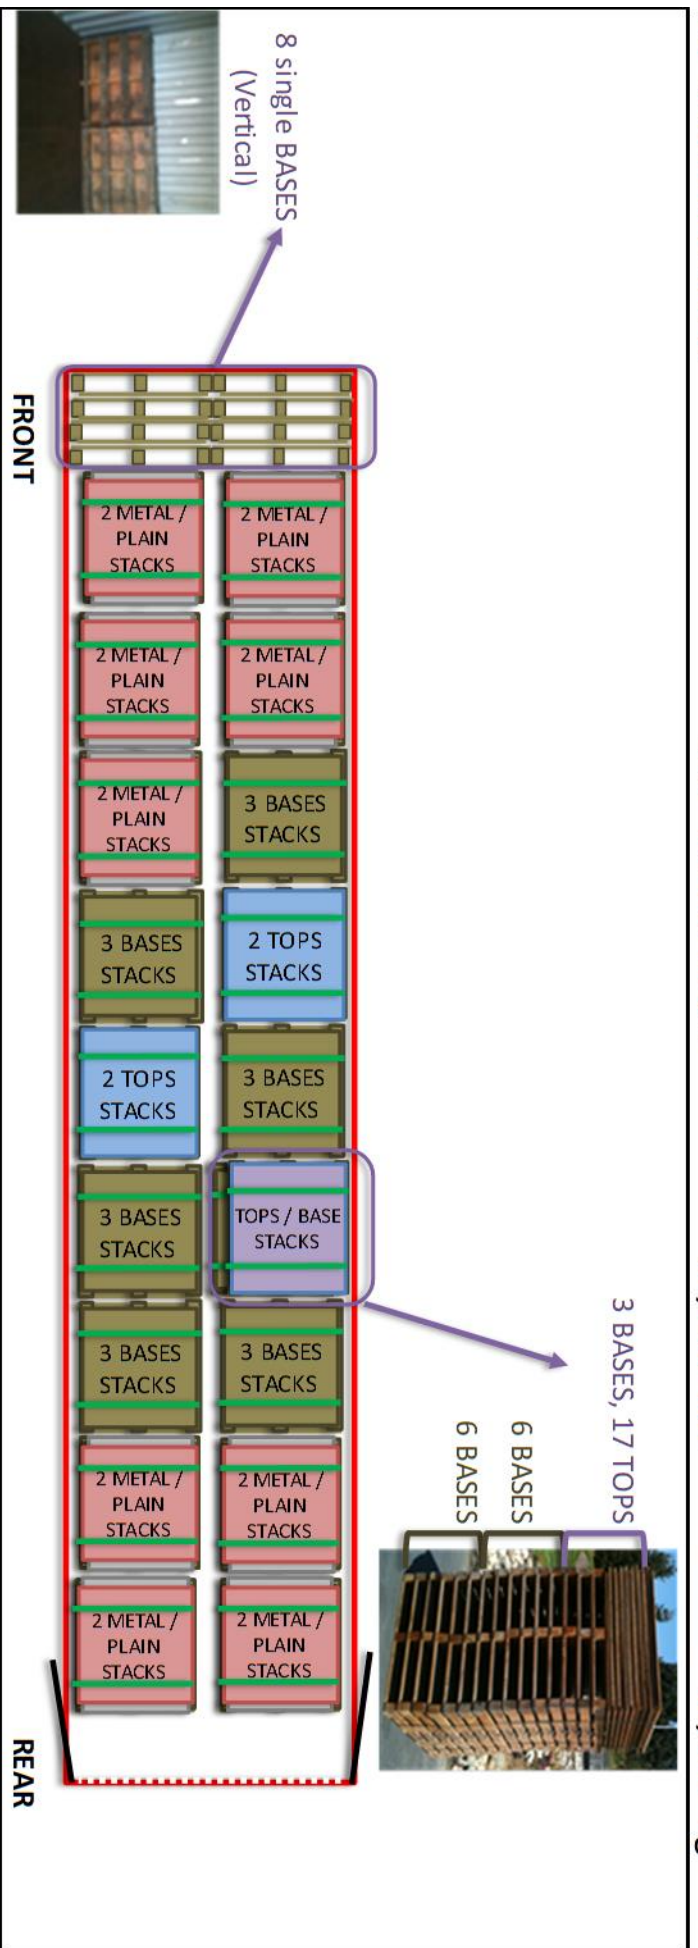 8 single BASES
(Vertical)
FRONT
2 METAL /
PLAIN
STACKS
2 METAL /
PLAIN
STACKS
2 METAL /
PLAIN
STACKS
2 METAL /
PLAIN
STACKS
2 METAL /
PLAIN
STACKS
3 BASES
STACKS
3 BASES
STACKS
2 TOPS
STACKS
2 TOPS
STACKS
3 BASES
STACKS
3 BASES
STACKS
TOPS / BASE
STACKS
3 BASES, 17 TOPS
6 BASES
6 BASES
3 BASES
STACKS
3 BASES
STACKS
2 METAL /
PLAIN
STACKS
2 METAL /
PLAIN
STACKS
2 METAL /
PLAIN
STACKS
2 METAL /
PLAIN
STACKS
REAR